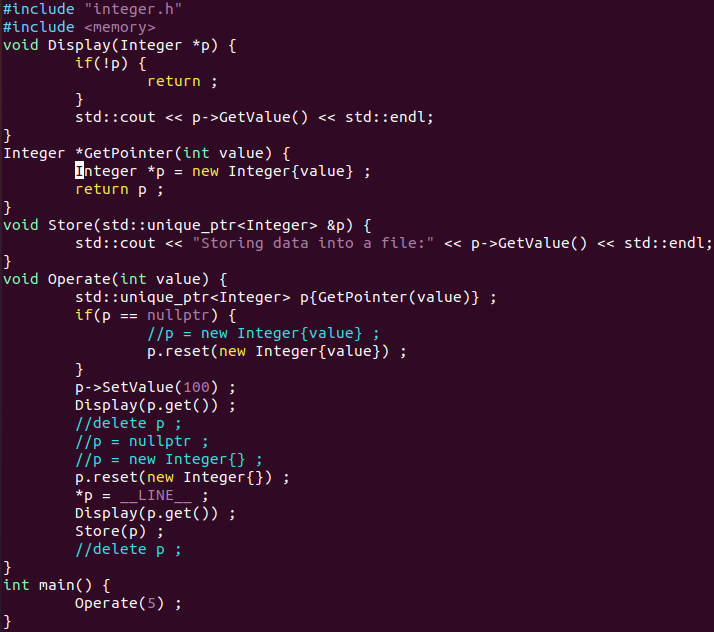 #include "integer.h"
#include <memory>
void Display(Integer *p) {
        if(!p) {
                return ;
        }
        std::cout << p->GetValue() << std::endl;
}
Integer *GetPointer(int value) {
        Integer *p = new Integer{value} ;
        return p ;
}
void Store(std::unique_ptr<Integer> &p) {
        std::cout << "Storing data into a file:" << p->GetValue() << std::endl;
}
void Operate(int value) {
        std::unique_ptr<Integer> p{GetPointer(value)} ;
        if(p == nullptr) {
                //p = new Integer{value} ;
                p.reset(new Integer{value}) ;
        }
        p->SetValue(100) ;
        Display(p.get()) ;
        //delete p ;
        //p = nullptr ;
        //p = new Integer{} ;
        p.reset(new Integer{}) ;
        *p = __LINE__ ;
        Display(p.get()) ;
        Store(p) ;
        //delete p ;
}
int main() {
        Operate(5) ;
}